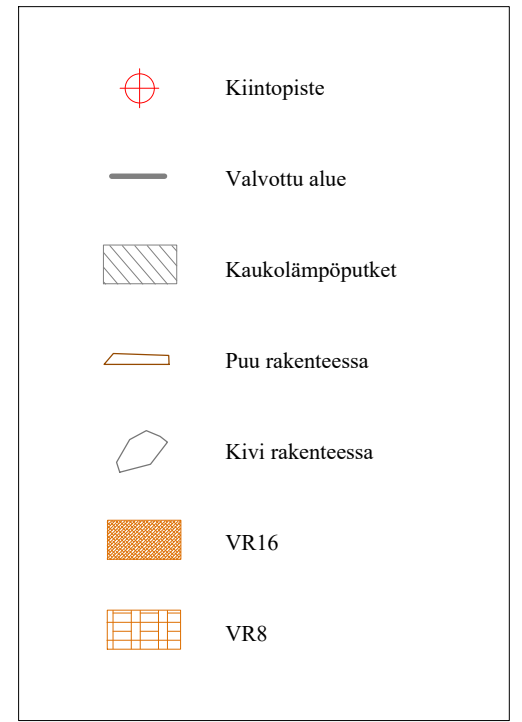 Kiintopiste
Valvottu alue
Kaukolämpöputket
Puu rakenteessa
Kivi rakenteessa
VR16
VR8